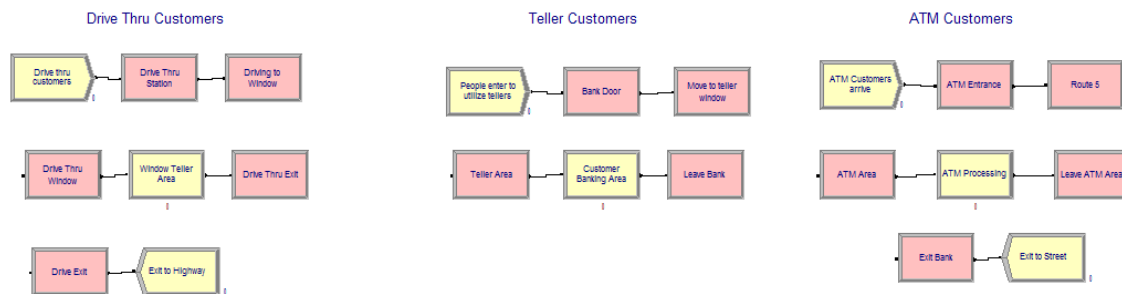 Drive Thru Customers
Drive thru
customers
Drive Thru
Station
Driving to
Window
Drive Thru
Window
Window Teller
Area
Drive Thru Exit
Drive Exit
Exit to Highway
Teller Customers
People enter to
utilize tellers
Bank Door
Move to teller
window
Teller Area
Customer
Banking Area
Leave Bank
ATM Customers
ATM Customers
arrive
ATM Entrance
Route 5
ATM Area
ATM Processing
Leave ATM Area
Exit Bank
Exit to Street